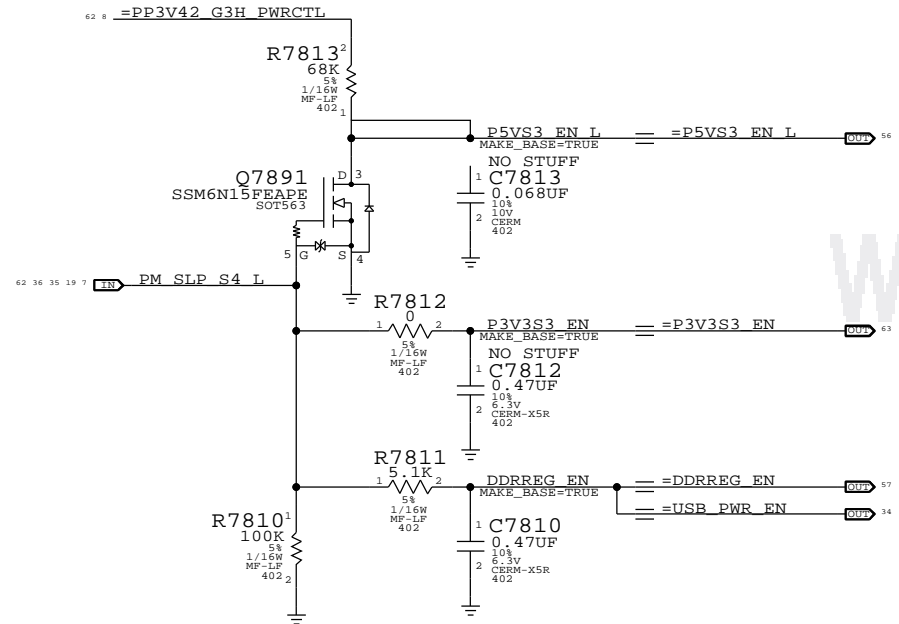 62 8 =PP3V42_G3H_PWRCTL
R7813 2
68K
5%
1/16W
MF-LF
402 1
P5VS3_EN_L =P5VS3_EN_L OUT 56
MAKE_BASE=TRUE
NO STUFF
Q7891 D 3
SSM6N15FEAPE
SOT563
5 G S 4
1 C7813
0.068UF
10%
2 10V
CERM
402
62 36 35 19 7 IN PM_SLP_S4_L
R7812
0
1 2
5%
1/16W
MF-LF
402
P3V3S3_EN =P3V3S3_EN OUT 63
MAKE_BASE=TRUE
NO STUFF
1 C7812
0.47UF
10%
2 6.3V
CERM-X5R
402
R7811
5.1K
1 2
5%
1/16W
MF-LF
402
DDRREG_EN =DDRREG_EN OUT 57
MAKE_BASE=TRUE
=USB_PWR_EN OUT 34
R7810 1
100K
5%
1/16W
MF-LF
402 2
1 C7810
0.47UF
10%
2 6.3V
CERM-X5R
402
W